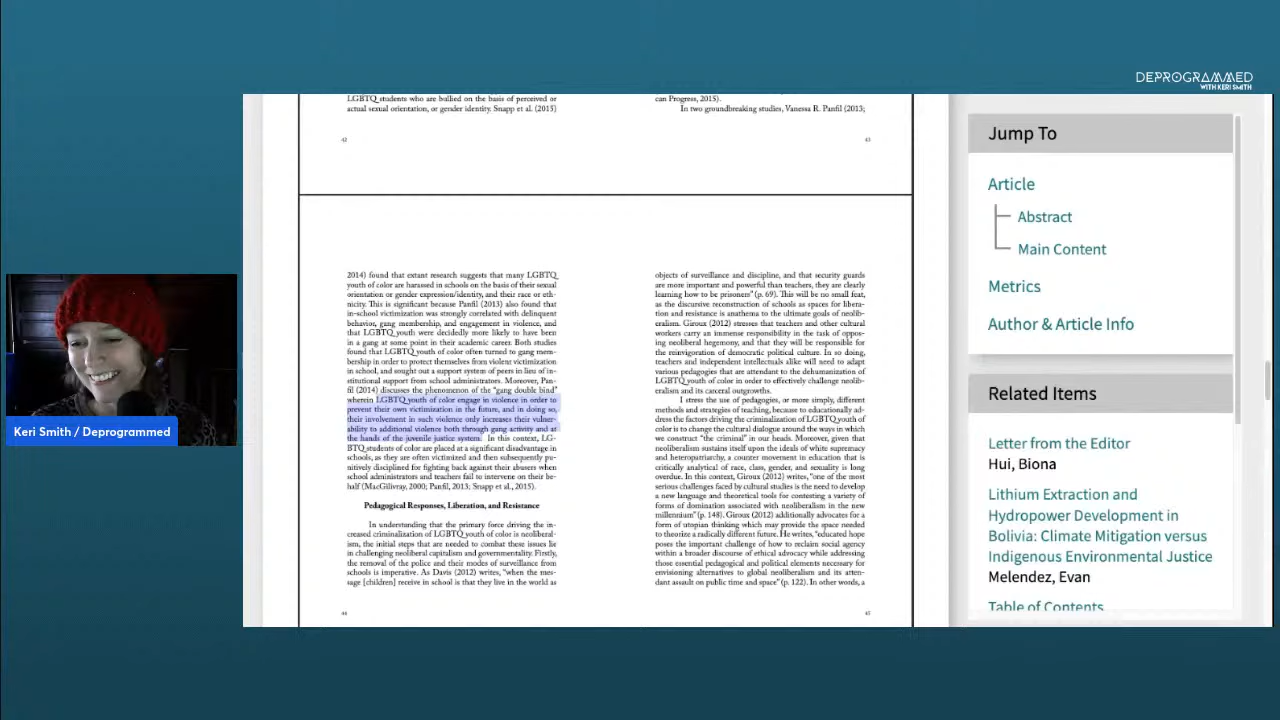 DEPROGRAMMED
WITH KERI SMITH
LGBTQ students who are bullied on the basis of perceived or
actual sexual orientation, or gender identity. Snapp et al. (2015)
42
can Progress, 2015).
In two groundbreaking studies, Vanessa R. Panfil (2013;
43
2014) found that extant research suggests that many LGBTQ
youth of color are harassed in schools on the basis of their sexual
orientation or gender expression/identity, and their race or eth-
nicity. This is significant because Panfil (2013) also found that
in-school victimization was strongly correlated with delinquent
behavior, gang membership, and engagement in violence, and
that LGBTQ youth were decidedly more likely to have been
in a gang at some point in their academic career. Both studies
found that LGBTQ youth of color often turned to gang mem-
bership in order to protect themselves from violent victimization
in school, and sought out a support system of peers in lieu of in-
stitutional support from school administrators. Moreover, Pan-
fil (2014) discusses the phenomenon of the "gang double bind"
wherein LGBTQ youth of color engage in violence in order to
prevent their own victimization in the future, and in doing so,
their involvement in such violence only increases their vulner-
ability to additional violence both through gang activity and at
the hands of the juvenile justice system. In this context, LG-
BTQ students of color are placed at a significant disadvantage in
schools, as they are often victimized and then subsequently pu-
nitively disciplined for fighting back against their abusers when
school administrators and teachers fail to intervene on their be-
half (MacGilivray, 2000; Panfil, 2013; Snapp et al., 2015).
Pedagogical Responses, Liberation, and Resistance
In understanding that the primary force driving the in-
creased criminalization of LGBTQ youth of color is neoliberal-
ism, the initial steps that are needed to combat these issues lie
in challenging neoliberal capitalism and governmentality. Firstly,
the removal of the police and their modes of surveillance from
schools is imperative. As Davis (2012) writes, "when the mes-
sage [children] receive in school is that they live in the world as
44
objects of surveillance and discipline, and that security guards
are more important and powerful than teachers, they are clearly
learning how to be prisoners" (p. 69). This will be no small feat,
as the discursive reconstruction of schools as spaces for libera-
tion and resistance is anathema to the ultimate goals of neolib-
eralism. Giroux (2012) stresses that teachers and other cultural
workers carry an immense responsibility in the task of oppos-
ing neoliberal hegemony, and that they will be responsible for
the reinvigoration of democratic political culture. In so doing,
teachers and independent intellectuals alike will need to adapt
various pedagogies that are attendant to the dehumanization of
LGBTQ youth of color in order to effectively challenge neolib-
eralism and its carceral outgrowths.
I stress the use of pedagogies, or more simply, different
methods and strategies of teaching, because to educationally ad-
dress the factors driving the criminalization of LGBTQ youth of
color is to change the cultural dialogue around the ways in which
we construct "the criminal" in our heads. Moreover, given that
neoliberalism sustains itself upon the ideals of white supremacy
and heteropatriarchy, a counter movement in education that is
critically analytical of race, class, gender, and sexuality is long
overdue. In this context, Giroux (2012) writes, "one of the most
serious challenges faced by cultural studies is the need to develop
a new language and theoretical tools for contesting a variety of
forms of domination associated with neoliberalism in the new
millennium" (p. 148). Giroux (2012) additionally advocates for a
form of utopian thinking which may provide the space needed
to theorize a radically different future. He writes, "educated hope
poses the important challenge of how to reclaim social agency
within a broader discourse of ethical advocacy while addressing
those essential pedagogical and political elements necessary for
envisioning alternatives to global neoliberalism and its atten-
dant assault on public time and space" (p. 122). In other words, a
45
Jump To
Article
Abstract
Main Content
Metrics
Author & Article Info
Related Items
Letter from the Editor
Hui, Biona
Lithium Extraction and
Hydropower Development in
Bolivia: Climate Mitigation versus
Indigenous Environmental Justice
Melendez, Evan
Table of Contents
Keri Smith / Deprogrammed